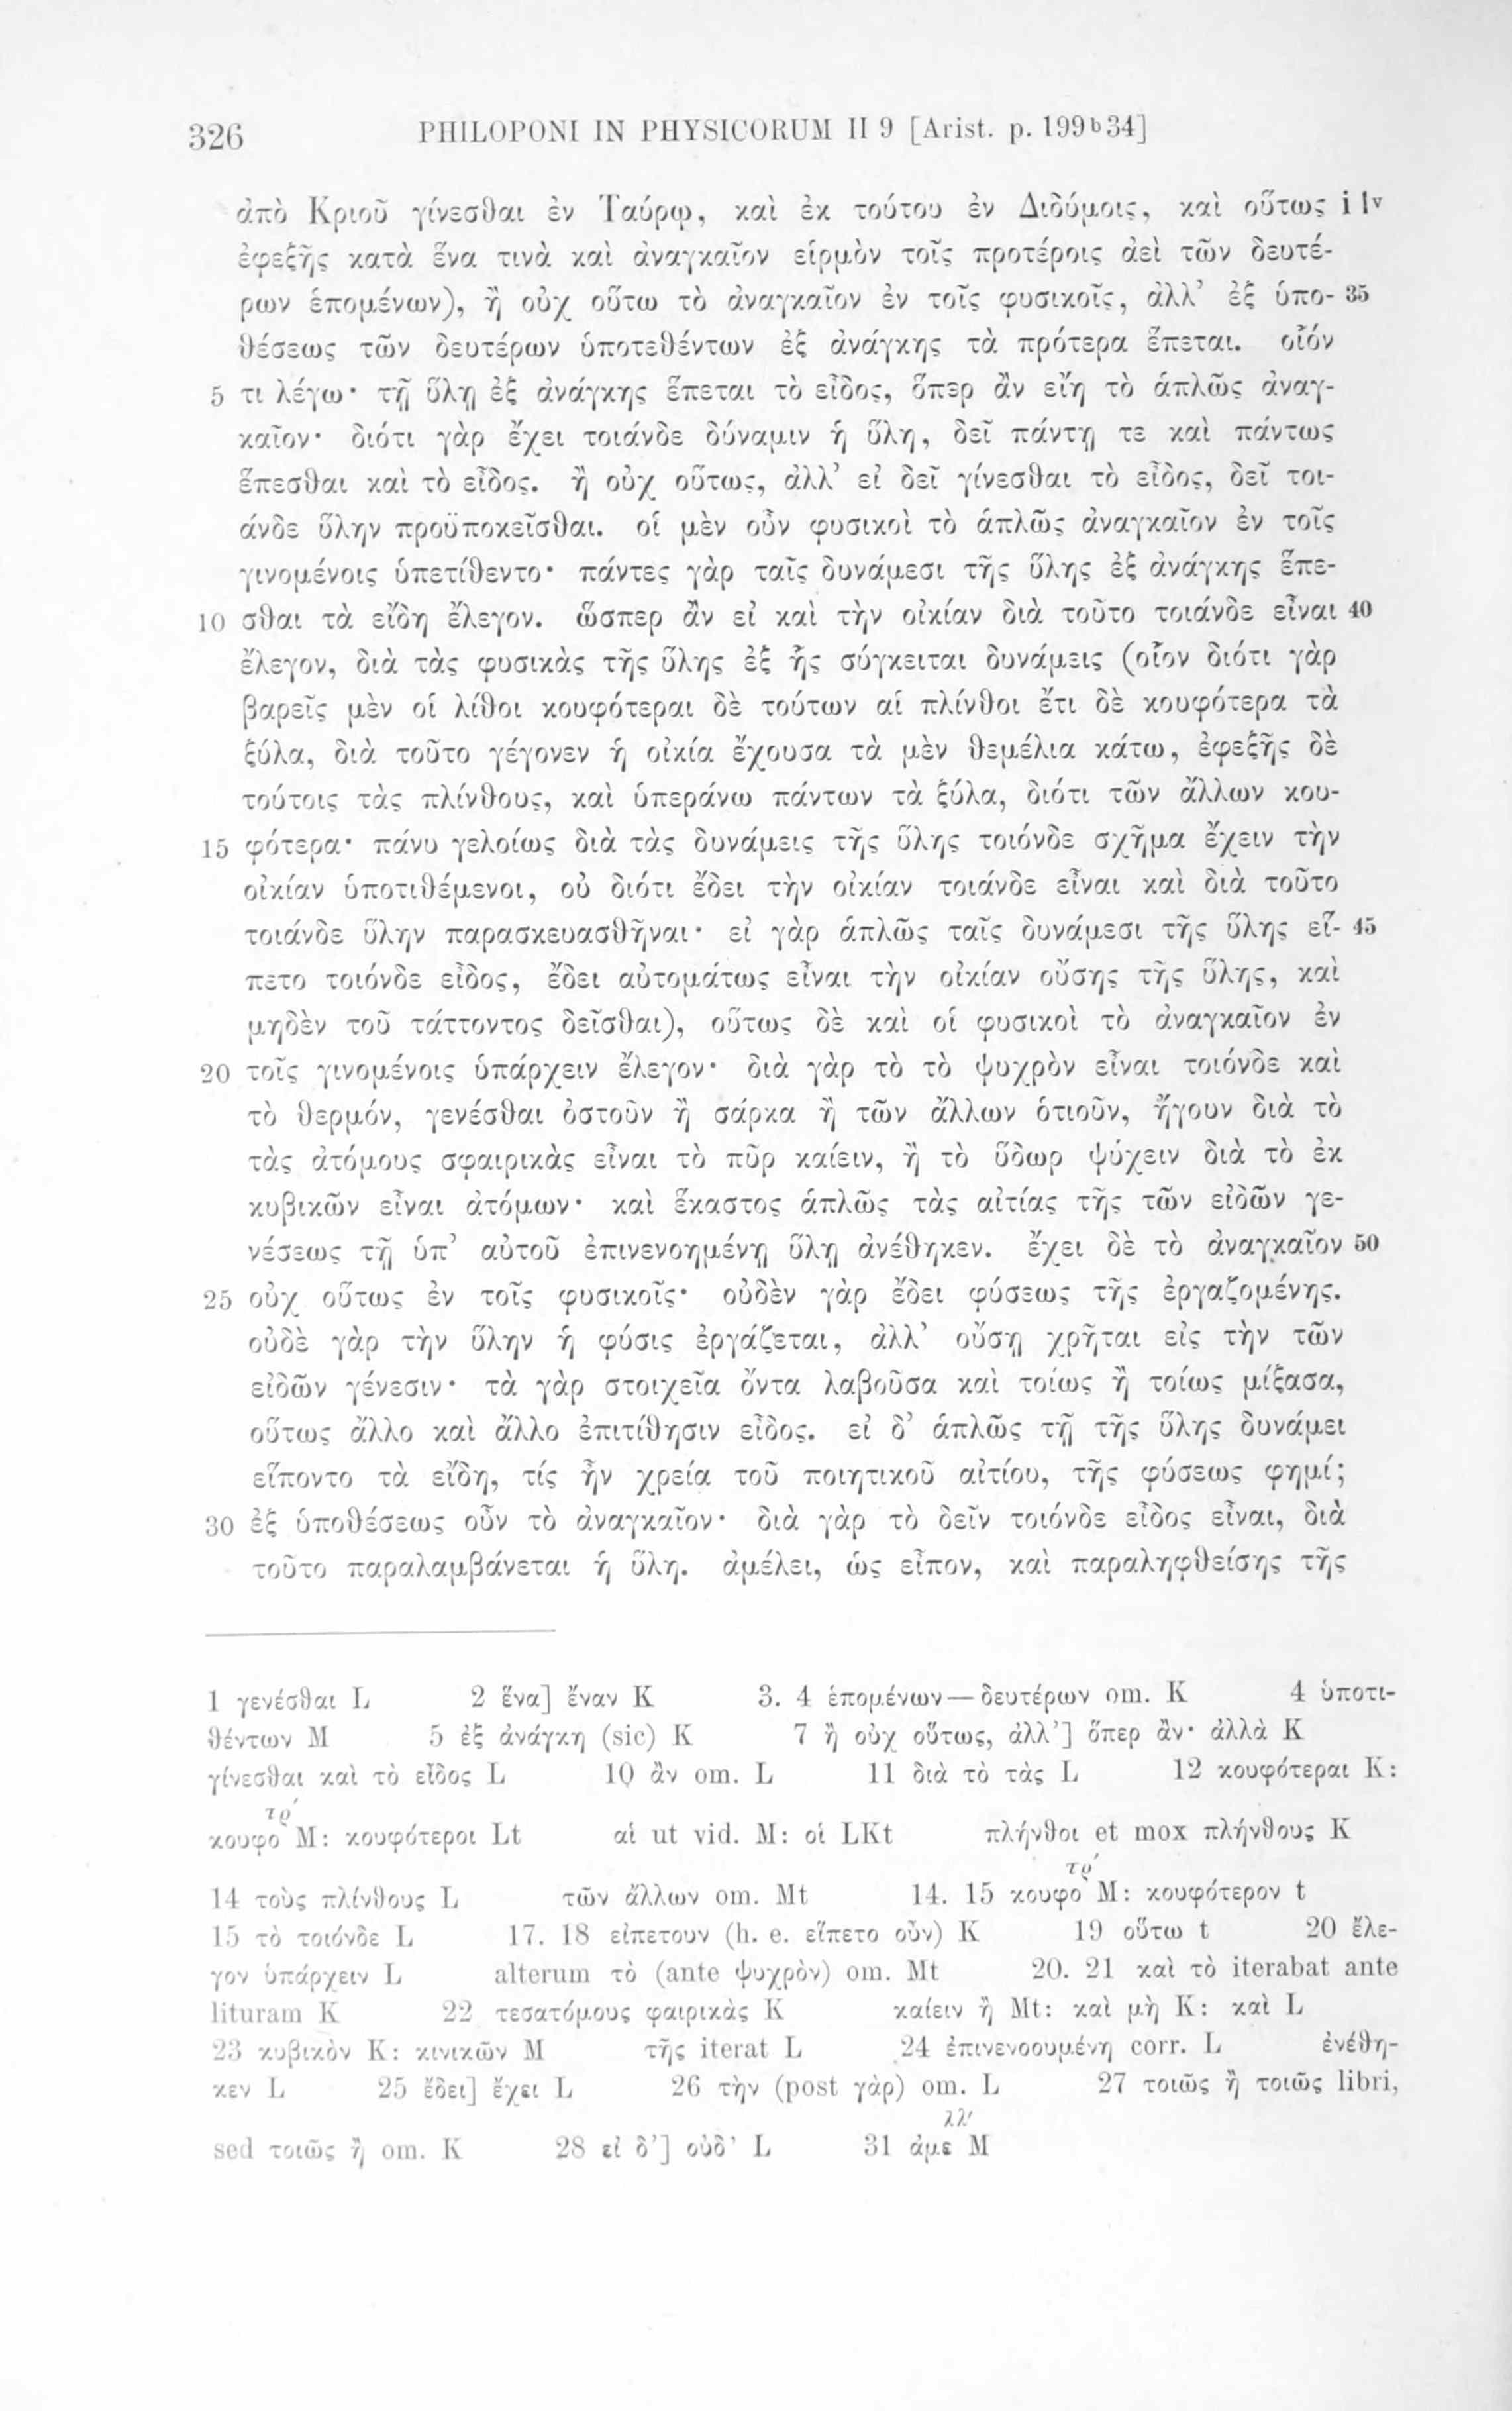 326 PHILOPONI IN PHYSICORUM II 9 [Arist. p. 199b34]
ἀπὸ Κριοῦ γίνεσθαι ἐν Ταύρῳ, καὶ ἐκ τούτου ἐν Διδύμοις, καὶ οὕτως i lv
ἐφεξῆς κατὰ ἕνα τινὰ καὶ ἀναγκαῖον εἱρμὸν τοῖς προτέροις ἀεὶ τῶν δευτέ-
ρων ἑπομένων), ἢ οὐχ οὕτω τὸ ἀναγκαῖον ἐν τοῖς φυσικοῖς, ἀλλ’ ἐξ ὑπο- 35
θέσεως τῶν δευτέρων ὑποτεθέντων ἐξ ἀνάγκης τὰ πρότερα ἕπεται. οἷόν
5 τι λέγω· τῇ ὕλῃ ἐξ ἀνάγκης ἕπεται τὸ εἶδος, ὅπερ ἂν εἴη τὸ ἁπλῶς ἀναγ-
καῖον· διότι γὰρ ἔχει τοιάνδε δύναμιν ἡ ὕλη, δεῖ πάντῃ τε καὶ πάντως
ἕπεσθαι καὶ τὸ εἶδος. ἢ οὐχ οὕτως, ἀλλ’ εἰ δεῖ γίνεσθαι τὸ εἶδος, δεῖ τοι-
άνδε ὕλην προϋποκεῖσθαι. οἱ μὲν οὖν φυσικοὶ τὸ ἁπλῶς ἀναγκαῖον ἐν τοῖς
γινομένοις ὑπετίθεντο· πάντες γὰρ ταῖς δυνάμεσι τῆς ὕλης ἐξ ἀνάγκης ἕπε-
10 σθαι τὰ εἴδη ἔλεγον. ὥσπερ ἂν εἰ καὶ τὴν οἰκίαν διὰ τοῦτο τοιάνδε εἶναι 40
ἔλεγον, διὰ τὰς φυσικὰς τῆς ὕλης ἐξ ἧς σύγκειται δυνάμεις (οἷον διότι γὰρ
βαρεῖς μὲν οἱ λίθοι κουφότεραι δὲ τούτων αἱ πλίνθοι ἔτι δὲ κουφότερα τὰ
ξύλα, διὰ τοῦτο γέγονεν ἡ οἰκία ἔχουσα τὰ μὲν θεμέλια κάτω, ἐφεξῆς δὲ
τούτοις τὰς πλίνθους, καὶ ὑπεράνω πάντων τὰ ξύλα, διότι τῶν ἄλλων κου-
15 φότερα· πάνυ γελοίως διὰ τὰς δυνάμεις τῆς ὕλης τοιόνδε σχῆμα ἔχειν τὴν
οἰκίαν ὑποτιθέμενοι, οὐ διότι ἔδει τὴν οἰκίαν τοιάνδε εἶναι καὶ διὰ τοῦτο
τοιάνδε ὕλην παρασκευασθῆναι· εἰ γὰρ ἁπλῶς ταῖς δυνάμεσι τῆς ὕλης εἵ- 45
πετο τοιόνδε εἶδος, ἔδει αὐτομάτως εἶναι τὴν οἰκίαν οὔσης τῆς ὕλης, καὶ
μηδὲν τοῦ τάττοντος δεῖσθαι), οὕτως δὲ καὶ οἱ φυσικοὶ τὸ ἀναγκαῖον ἐν
20 τοῖς γινομένοις ὑπάρχειν ἔλεγον· διὰ γὰρ τὸ τὸ ψυχρὸν εἶναι τοιόνδε καὶ
τὸ θερμόν, γενέσθαι ὀστοῦν ἢ σάρκα ἢ τῶν ἄλλων ὁτιοῦν, ἤγουν διὰ τὸ
τὰς ἀτόμους σφαιρικὰς εἶναι τὸ πῦρ καίειν, ἢ τὸ ὕδωρ ψύχειν διὰ τὸ ἐκ
κυβικῶν εἶναι ἀτόμων· καὶ ἕκαστος ἁπλῶς τὰς αἰτίας τῆς τῶν εἰδῶν γε-
νέσεως τῇ ὑπ’ αὐτοῦ ἐπινενοημένῃ ὕλῃ ἀνέθηκεν. ἔχει δὲ τὸ ἀναγκαῖον 50
25 οὐχ οὕτως ἐν τοῖς φυσικοῖς· οὐδὲν γὰρ ἔδει φύσεως τῆς ἐργαζομένης.
οὐδὲ γὰρ τὴν ὕλην ἡ φύσις ἐργάζεται, ἀλλ’ οὔσῃ χρῆται εἰς τὴν τῶν
εἰδῶν γένεσιν· τὰ γὰρ στοιχεῖα ὄντα λαβοῦσα καὶ τοίως ἢ τοίως μίξασα,
οὕτως ἄλλο καὶ ἄλλο ἐπιτίθησιν εἶδος. εἰ δ’ ἁπλῶς τῇ τῆς ὕλης δυνάμει
εἵποντο τὰ εἴδη, τίς ἦν χρεία τοῦ ποιητικοῦ αἰτίου, τῆς φύσεως φημί;
30 ἐξ ὑποθέσεως οὖν τὸ ἀναγκαῖον· διὰ γὰρ τὸ δεῖν τοιόνδε εἶδος εἶναι, διὰ
τοῦτο παραλαμβάνεται ἡ ὕλη. ἀμέλει, ὡς εἶπον, καὶ παραληφθείσης τῆς
1 γενέσθαι L 2 ἕνα] ἔναν K 3. 4 ἑπομένων—δευτέρων om. K 4 ὑποτι-
θέντων M 5 ἐξ ἀνάγκη (sic) K 7 ἢ οὐχ οὕτως, ἀλλ’] ὅπερ ἂν· ἀλλὰ K
γίνεσθαι καὶ τὸ εἶδος L 10 ἂν om. L 11 διὰ τὸ τὰς L 12 κουφότεραι K:
κουφο τρ´ M: κουφότεροι Lt αἱ ut vid. M: οἱ LKt πλήνθοι et mox πλήνθους K
14 τοὺς πλίνθους L τῶν ἄλλων om. Mt 14. 15 κουφο τρ´ M: κουφότερον t
15 τὸ τοιόνδε L 17. 18 εἰπετουν (h. e. εἵπετο οὖν) K 19 οὕτω t 20 ἔλε-
γον ὑπάρχειν L alterum τὸ (ante ψυχρὸν) om. Mt 20. 21 καὶ τὸ iterabat ante
lituram K 22 τεσατόμους φαιρικὰς K καίειν ἢ Mt: καὶ μὴ K: καὶ L
23 κυβικὸν K: κινικῶν M τῆς iterat L 24 ἐπινενοουμένη corr. L ἐνέθη-
κεν L 25 ἔδει] ἔχει L 26 τὴν (post γὰρ) om. L 27 τοιῶς ἢ τοιῶς libri,
sed τοιῶς ἢ om. K 28 εἰ δ’] οὐδ’ L 31 ἀμε λλ´ M